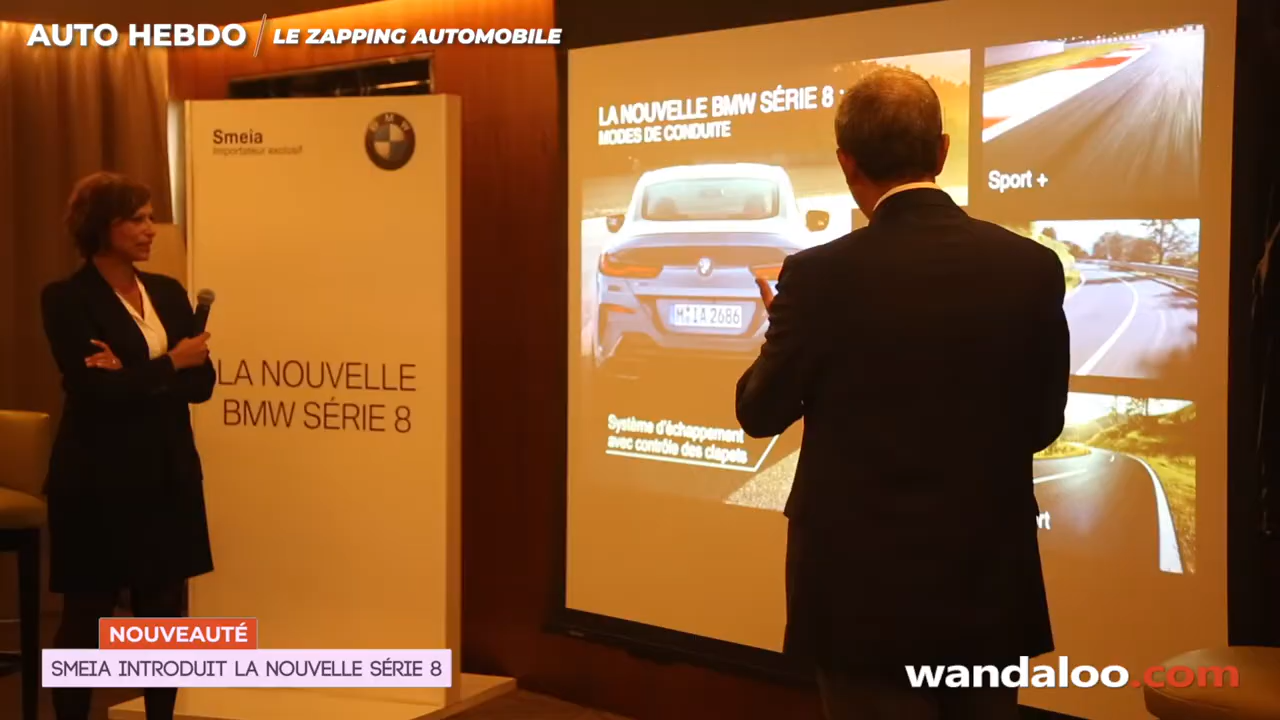 AUTO HEBDO / LE ZAPPING AUTOMOBILE
Smeia
Importateur exclusif
BMW
LA NOUVELLE
BMW SÉRIE 8
LA NOUVELLE BMW SÉRIE 8 :
MODES DE CONDUITE
Sport +
M IA 2686
Système d'échappement
avec contrôle des clapets
NOUVEAUTÉ
SMEIA INTRODUIT LA NOUVELLE SÉRIE 8
wandaloo.com